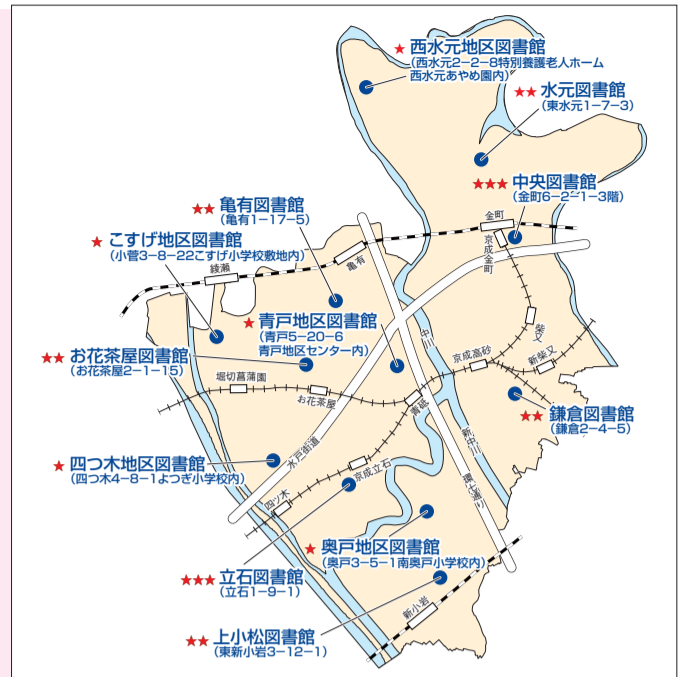 ★ 西水元地区図書館
(西水元2−2−8特別養護老人ホーム
西水元あやめ園内)
★★ 水元図書館
(東水元1−7−3)
★★★ 中央図書館
(金町6−2−1−3階)
★★ 亀有図書館
(亀有1−17−5)
金町
京成金町
★ こすげ地区図書館
(小菅3−8−22こすげ小学校敷地内)
綾瀬
亀有
★ 青戸地区図書館
(青戸5−20−6
青戸地区センター内)
中川
柴又
★★ お花茶屋図書館
(お花茶屋2−1−15)
京成高砂
新柴又
堀切菖蒲園
お花茶屋
青砥
★★ 鎌倉図書館
(鎌倉2−4−5)
新中川
水戸街道
★ 四つ木地区図書館
(四つ木4−8−1よつぎ小学校内)
京成立石
環七通り
四ツ木
★ 奥戸地区図書館
(奥戸3−5−1南奥戸小学校内)
★★★ 立石図書館
(立石1−9−1)
新小岩
★★ 上小松図書館
(東新小岩3−12−1)